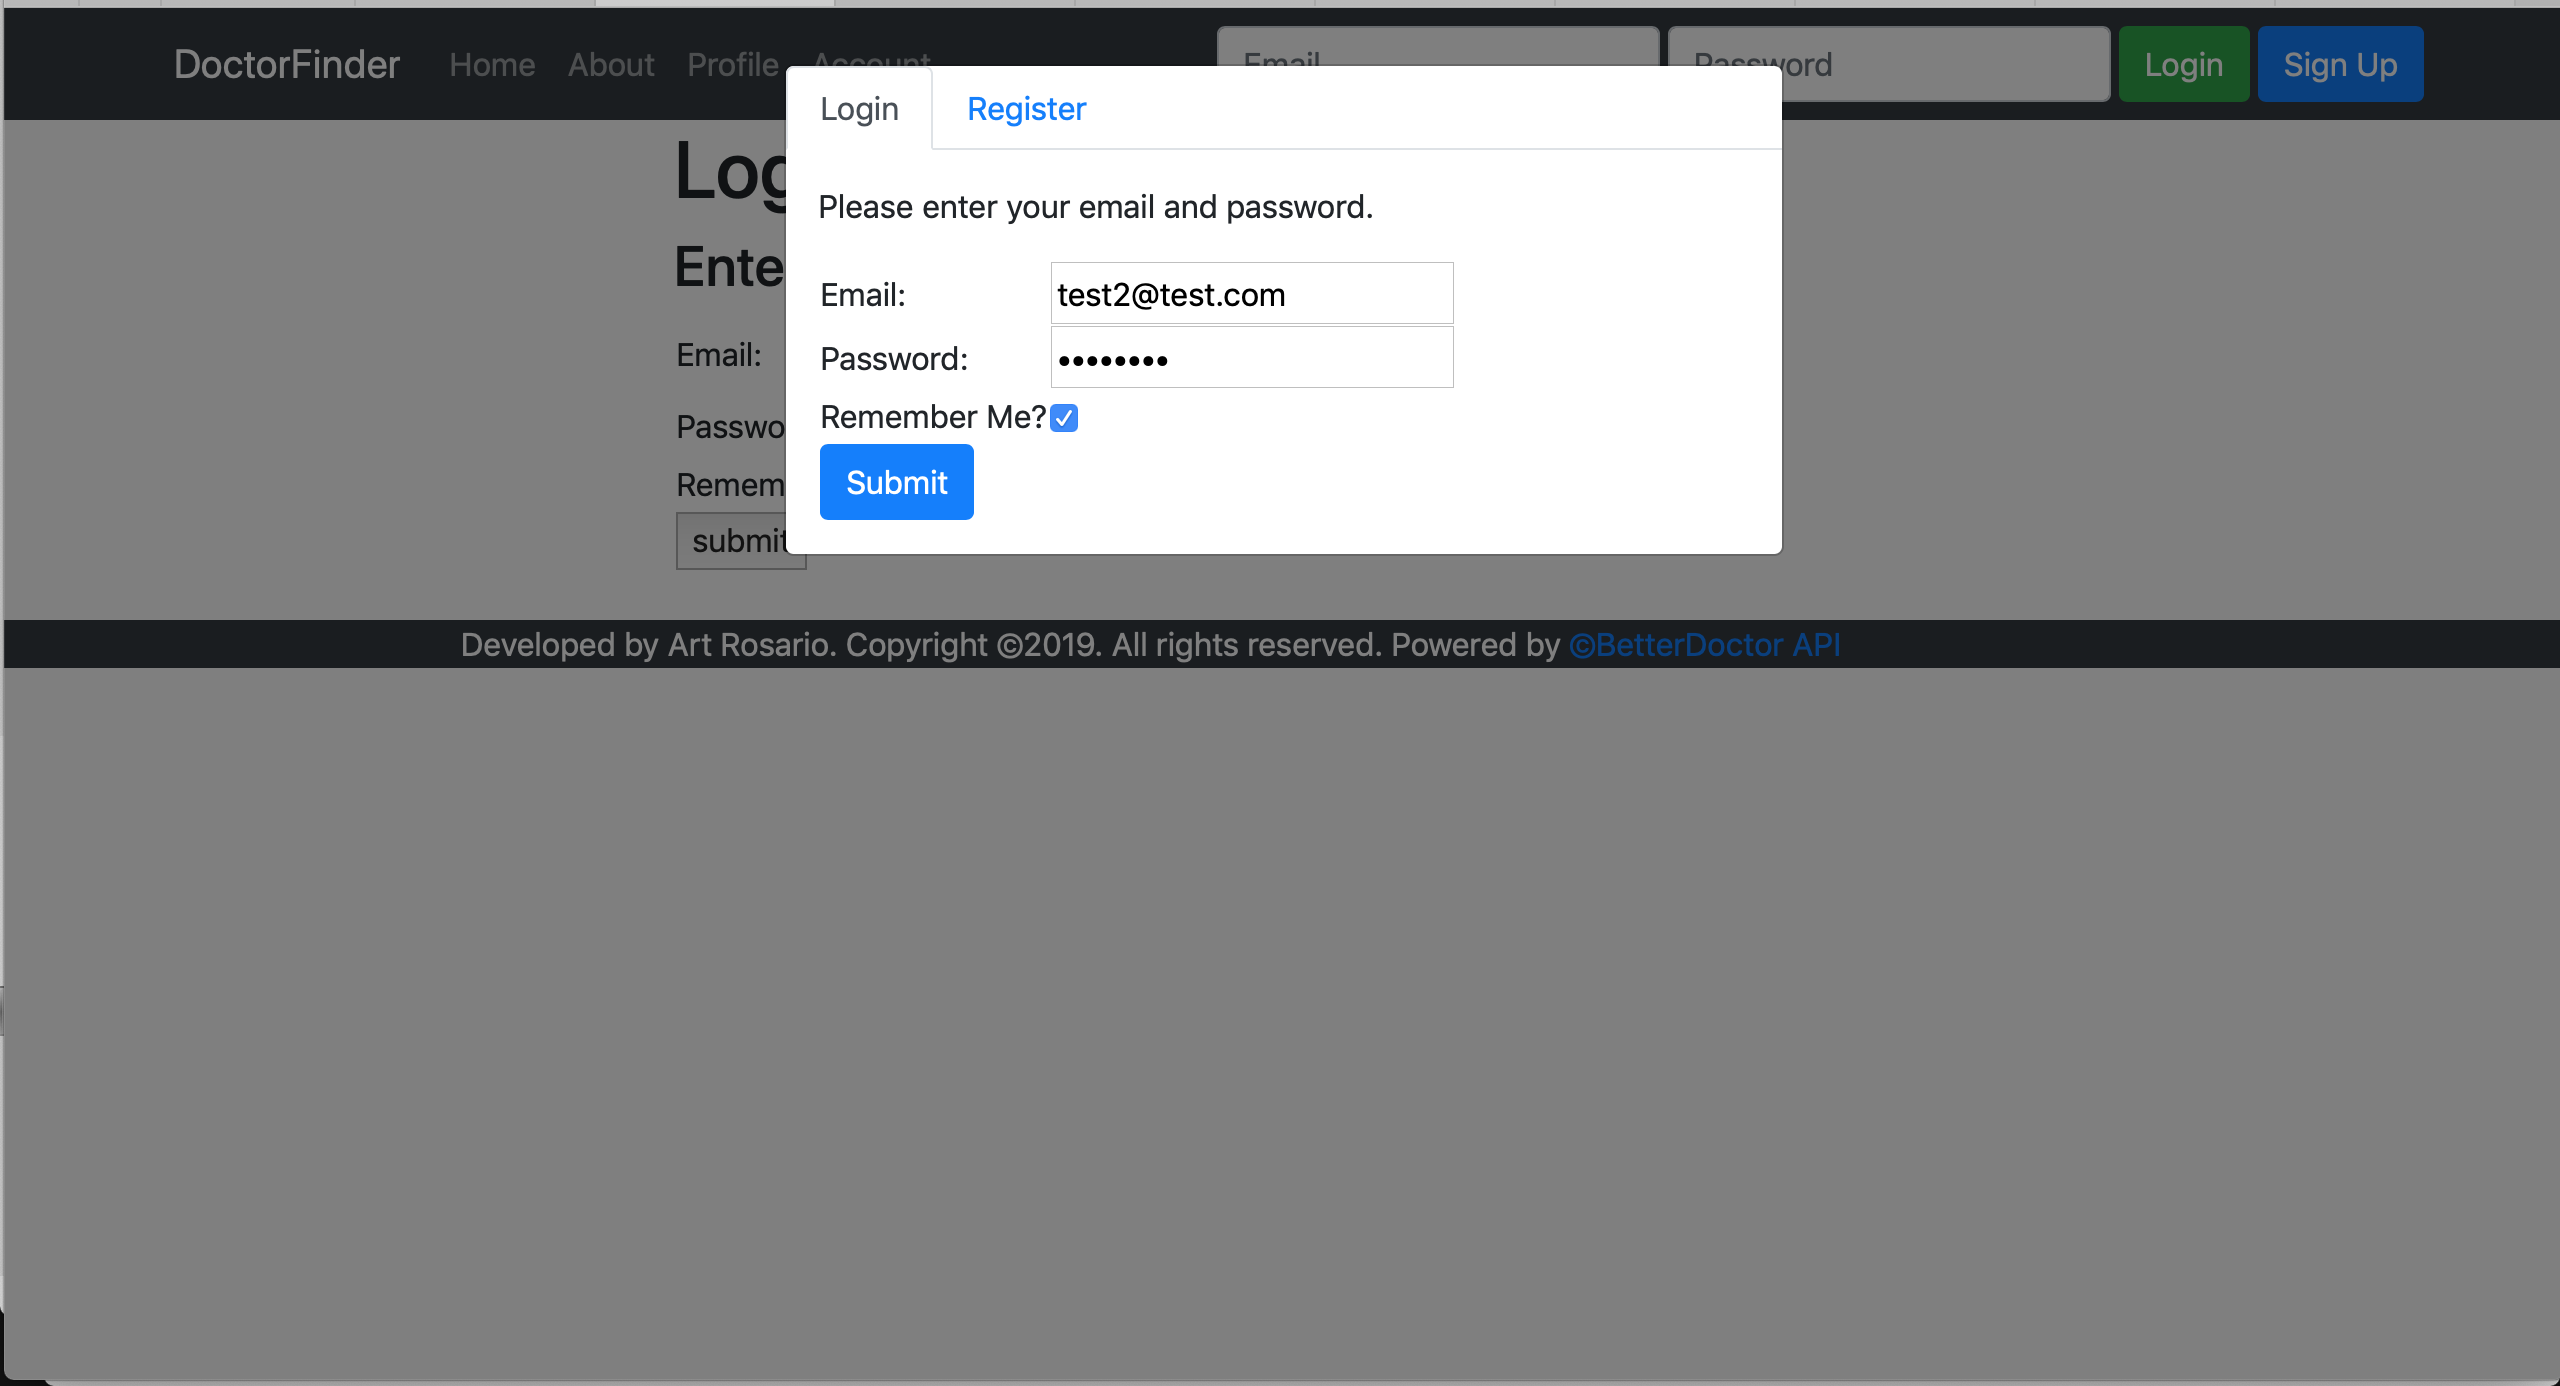 DoctorFinder Home About Profile Account Email Password Login Sign Up
Login Register
Please enter your email and password.
Email: test2@test.com
Password: ••••••••
Remember Me?
Submit
Log
Ente
Email:
Passwo
Remem
submit
Developed by Art Rosario. Copyright ©2019. All rights reserved. Powered by ©BetterDoctor API